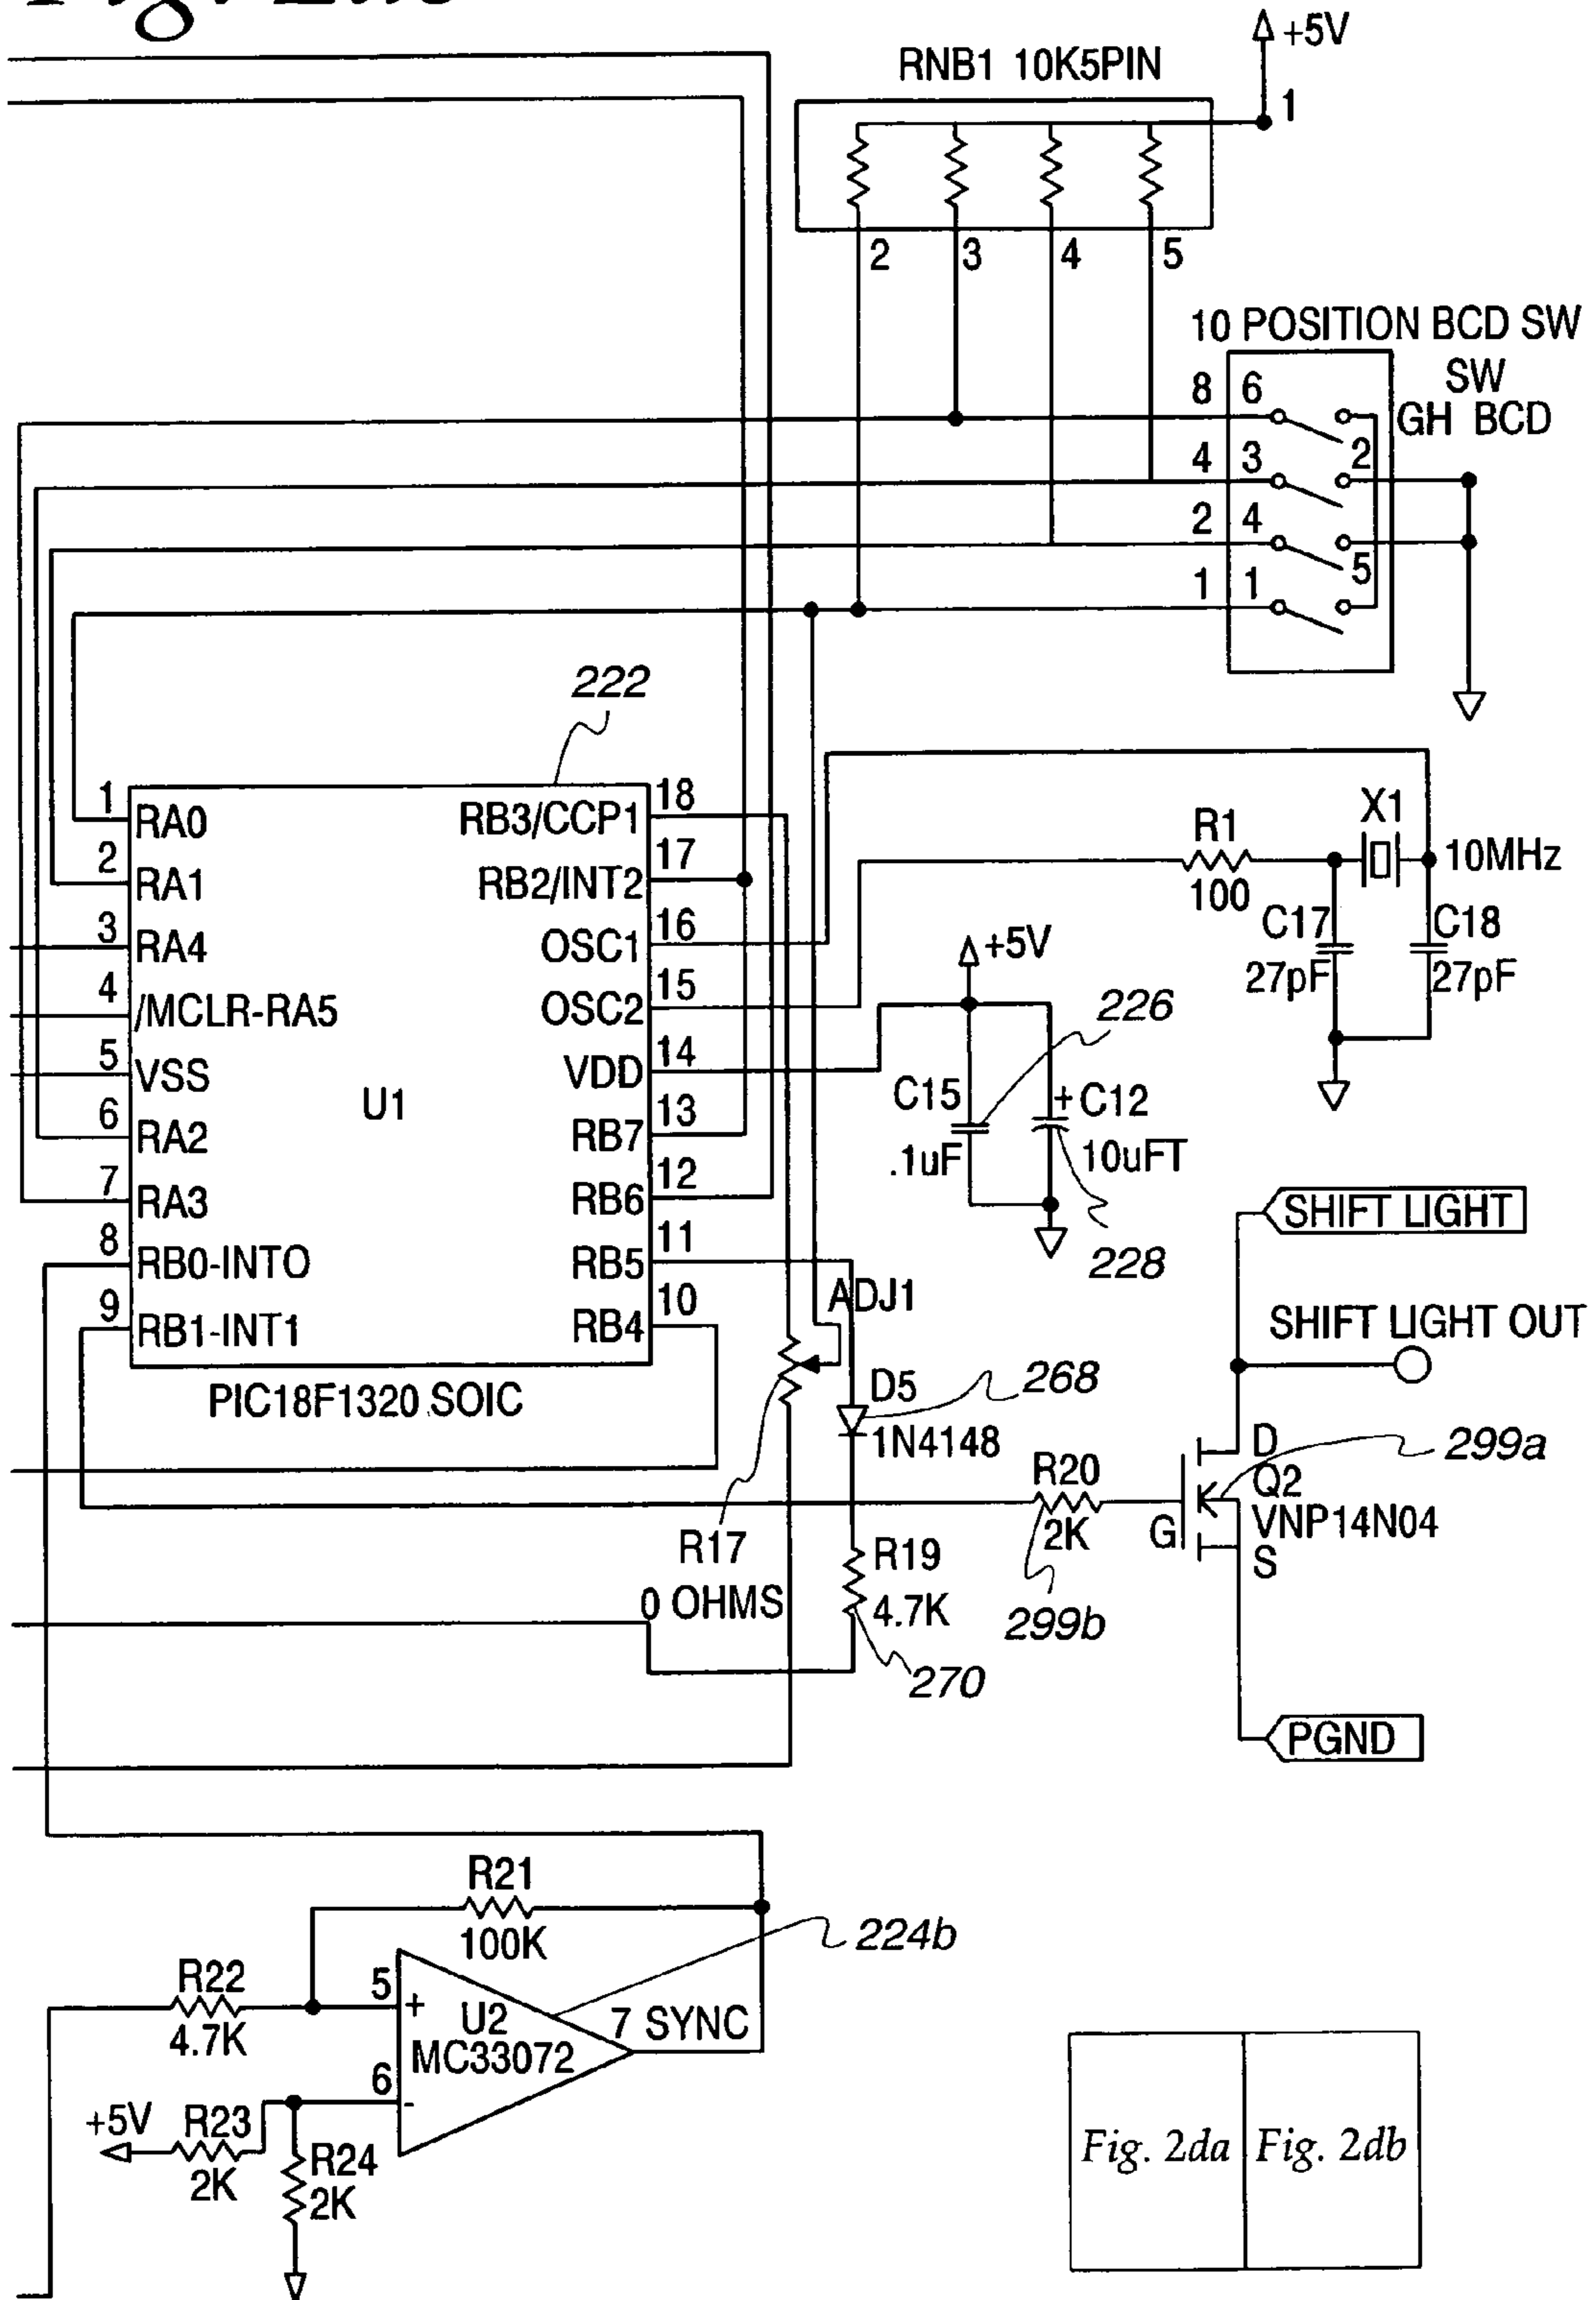 RNB1 10K5PIN
+5V
1
2 3 4 5
10 POSITION BCD SW
SW
GH BCD
8 6
4 3 2
2 4
1 1 5
222
1 RA0
2 RA1
3 RA4
4 /MCLR-RA5
5 VSS
6 RA2
7 RA3
8 RB0-INTO
9 RB1-INT1
U1
RB3/CCP1 18
RB2/INT2 17
OSC1 16
OSC2 15
VDD 14
RB7 13
RB6 12
RB5 11
RB4 10
PIC18F1320 SOIC
R1
100
X1
10MHz
C17
27pF
C18
27pF
+5V
226
C15
.1uF
+ C12
10uFT
228
SHIFT LIGHT
SHIFT LIGHT OUT
ADJ1
D5
1N4148
268
R17
0 OHMS
R19
4.7K
270
R20
2K
299b
D
Q2
VNP14N04
G
S
299a
PGND
R21
100K
224b
R22
4.7K
5 +
U2
MC33072
7 SYNC
6 -
+5V
R23
2K
R24
2K
Fig. 2da Fig. 2db